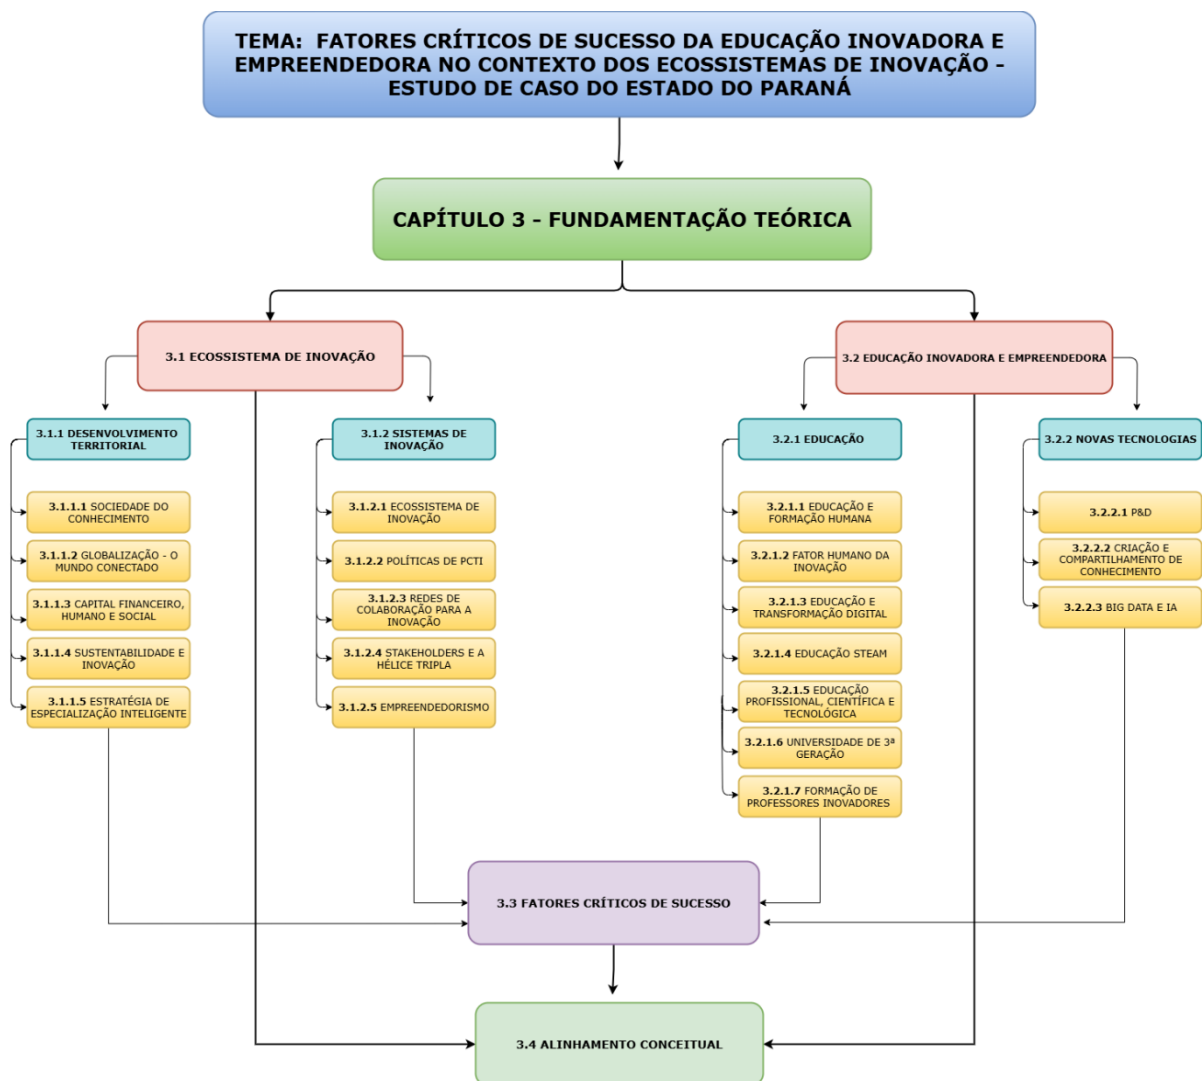 TEMA: FATORES CRÍTICOS DE SUCESSO DA EDUCAÇÃO INOVADORA E
EMPREENDEDORA NO CONTEXTO DOS ECOSSISTEMAS DE INOVAÇÃO -
ESTUDO DE CASO DO ESTADO DO PARANÁ
CAPÍTULO 3 - FUNDAMENTAÇÃO TEÓRICA
3.1 ECOSSISTEMA DE INOVAÇÃO
3.1.1 DESENVOLVIMENTO
TERRITORIAL
3.1.1.1 SOCIEDADE DO
CONHECIMENTO
3.1.1.2 GLOBALIZAÇÃO - O
MUNDO CONECTADO
3.1.1.3 CAPITAL FINANCEIRO,
HUMANO E SOCIAL
3.1.1.4 SUSTENTABILIDADE E
INOVAÇÃO
3.1.1.5 ESTRATÉGIA DE
ESPECIALIZAÇÃO INTELIGENTE
3.1.2 SISTEMAS DE
INOVAÇÃO
3.1.2.1 ECOSSISTEMA DE
INOVAÇÃO
3.1.2.2 POLÍTICAS DE PCTI
3.1.2.3 REDES DE
COLABORAÇÃO PARA A
INOVAÇÃO
3.1.2.4 STAKEHOLDERS E A
HÉLICE TRIPLA
3.1.2.5 EMPREENDEDORISMO
3.2 EDUCAÇÃO INOVADORA E EMPREENDEDORA
3.2.1 EDUCAÇÃO
3.2.1.1 EDUCAÇÃO E
FORMAÇÃO HUMANA
3.2.1.2 FATOR HUMANO DA
INOVAÇÃO
3.2.1.3 EDUCAÇÃO E
TRANSFORMAÇÃO DIGITAL
3.2.1.4 EDUCAÇÃO STEAM
3.2.1.5 EDUCAÇÃO
PROFISSIONAL, CIENTÍFICA E
TECNOLÓGICA
3.2.1.6 UNIVERSIDADE DE 3ª
GERAÇÃO
3.2.1.7 FORMAÇÃO DE
PROFESSORES INOVADORES
3.2.2 NOVAS TECNOLOGIAS
3.2.2.1 P&D
3.2.2.2 CRIAÇÃO E
COMPARTILHAMENTO DE
CONHECIMENTO
3.2.2.3 BIG DATA E IA
3.3 FATORES CRÍTICOS DE SUCESSO
3.4 ALINHAMENTO CONCEITUAL